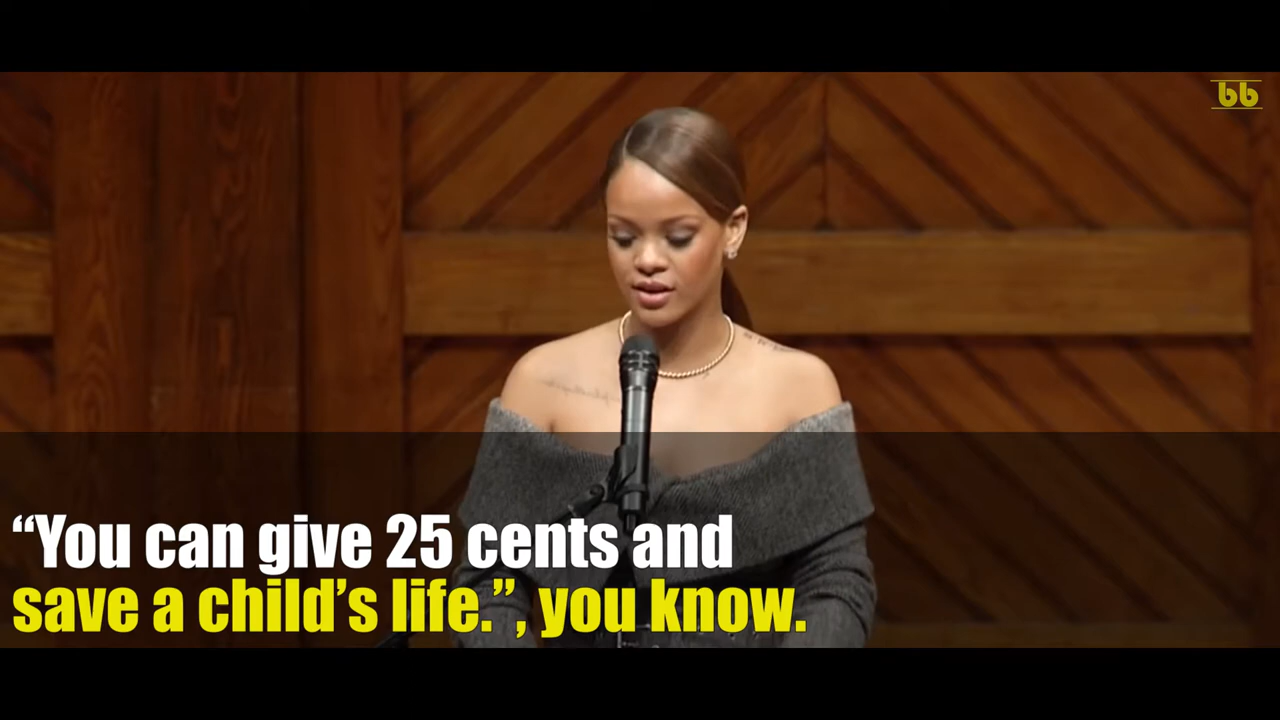 bb
“You can give 25 cents and
save a child’s life.”, you know.